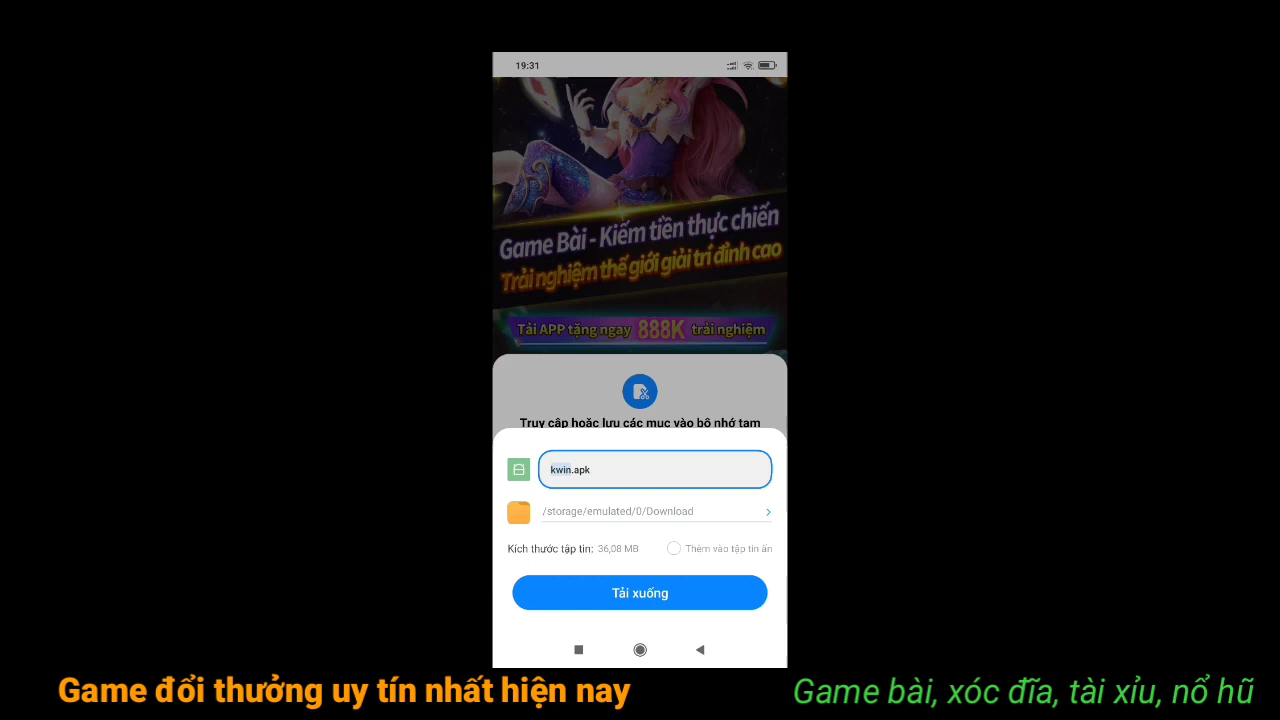 19:31
Game Bài - Kiếm tiền thực chiến
Trải nghiệm thế giới giải trí đỉnh cao
Tải APP tặng ngay 888K trải nghiệm
Truy cập hoặc lưu các mục vào bộ nhớ tạm
kwin.apk
/storage/emulated/0/Download
Kích thước tập tin: 36,08 MB Thêm vào tập tin ẩn
Tải xuống
Game đổi thưởng uy tín nhất hiện nay
Game bài, xóc đĩa, tài xỉu, nổ hũ